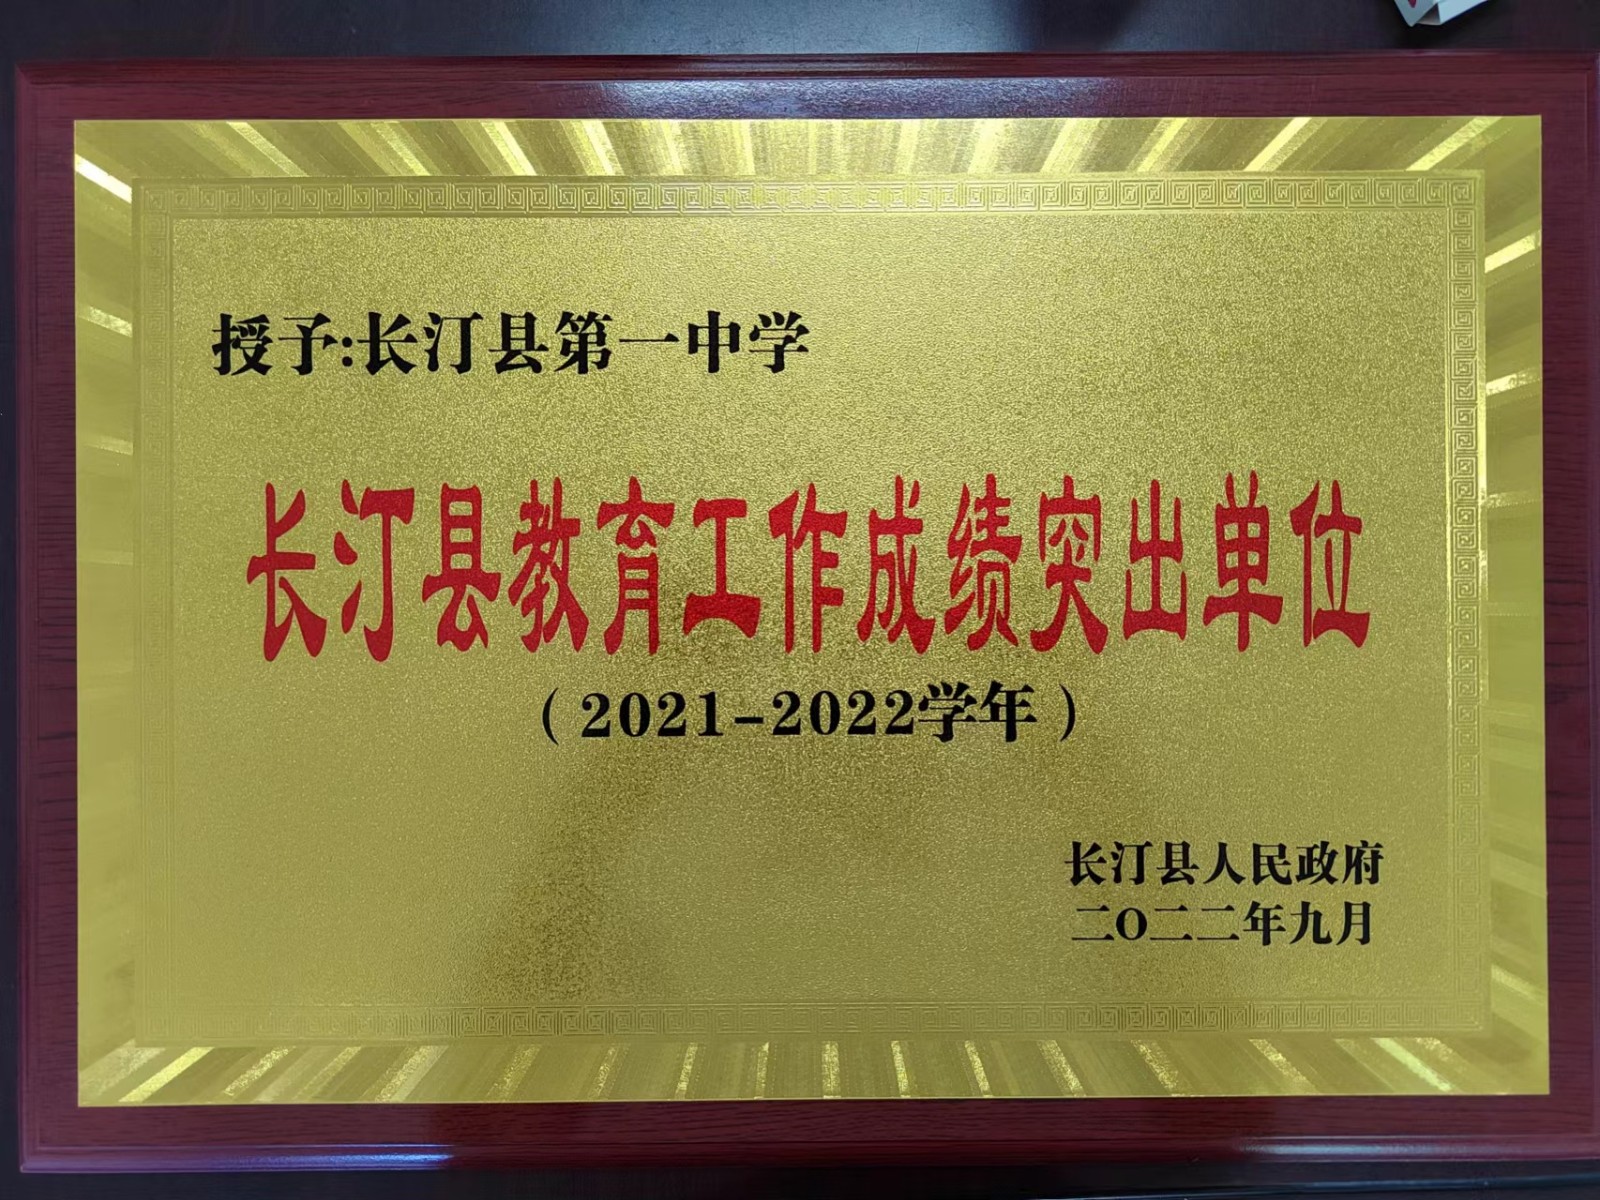 授予:长汀县第一中学
长汀县教育工作成绩突出单位
（2021-2022学年）
长汀县人民政府
二O二二年九月